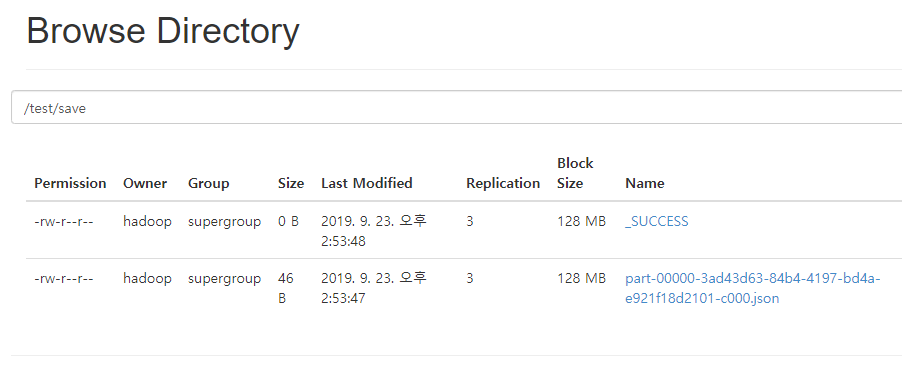 Browse Directory
/test/save
Permission Owner Group Size Last Modified Replication Block Size Name
-rw-r--r-- hadoop supergroup 0 B 2019. 9. 23. 오후 2:53:48 3 128 MB _SUCCESS
-rw-r--r-- hadoop supergroup 46 B 2019. 9. 23. 오후 2:53:47 3 128 MB part-00000-3ad43d63-84b4-4197-bd4a-e921f18d2101-c000.json